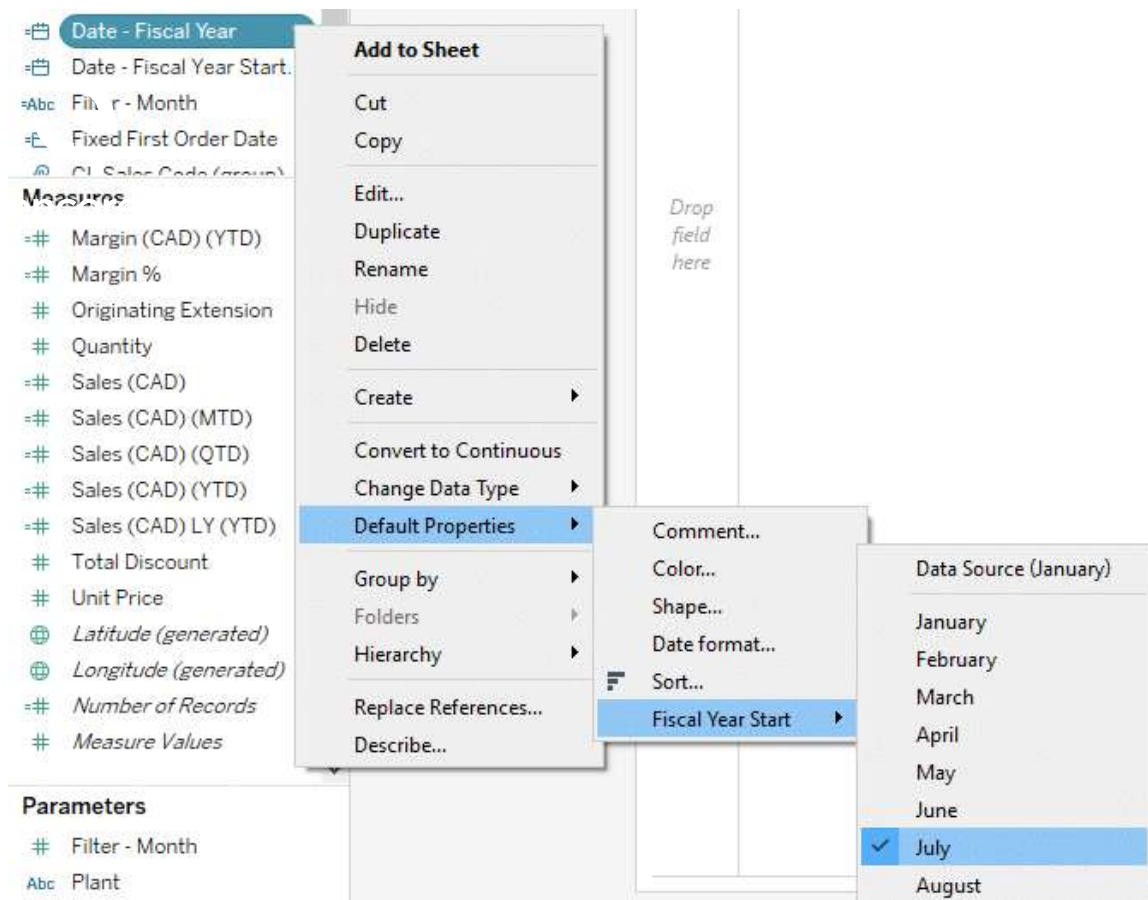 Date - Fiscal Year
Date - Fiscal Year Start.
Abc
r - Month
Fixed First Order Date
Measures
Margin (CAD) (YTD)
Margin %
Originating Extension
Quantity
Sales (CAD)
Sales (CAD) (MTD)
Sales (CAD) (QTD)
Sales (CAD) (YTD)
Sales (CAD) LY (YTD)
Total Discount
Unit Price
Latitude (generated)
Longitude (generated)
Number of Records
Measure Values
Parameters
Filter - Month
Abc Plant
Add to Sheet
Cut
Copy
Edit...
Duplicate
Rename
Hide
Delete
Create
Convert to Continuous
Change Data Type
Default Properties
Group by
Folders
Hierarchy
Replace References...
Describe...
Drop
field
here
Comment...
Color...
Shape...
Date format...
Sort...
Fiscal Year Start
Data Source (January)
January
February
March
April
May
June
July
August